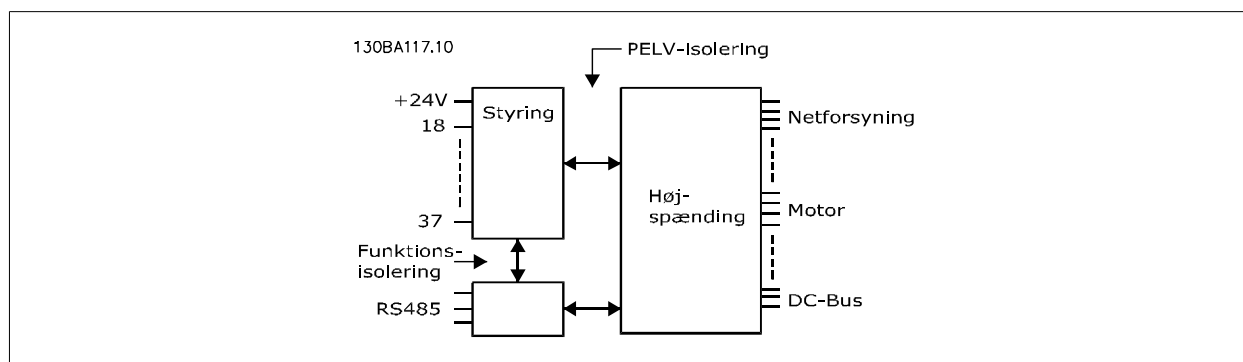 130BA117.10
PELV-isolering
+24V
Styring
18
Netforsyning
Høj-
spænding
37
Motor
Funktions-
isolering
RS485
DC-Bus